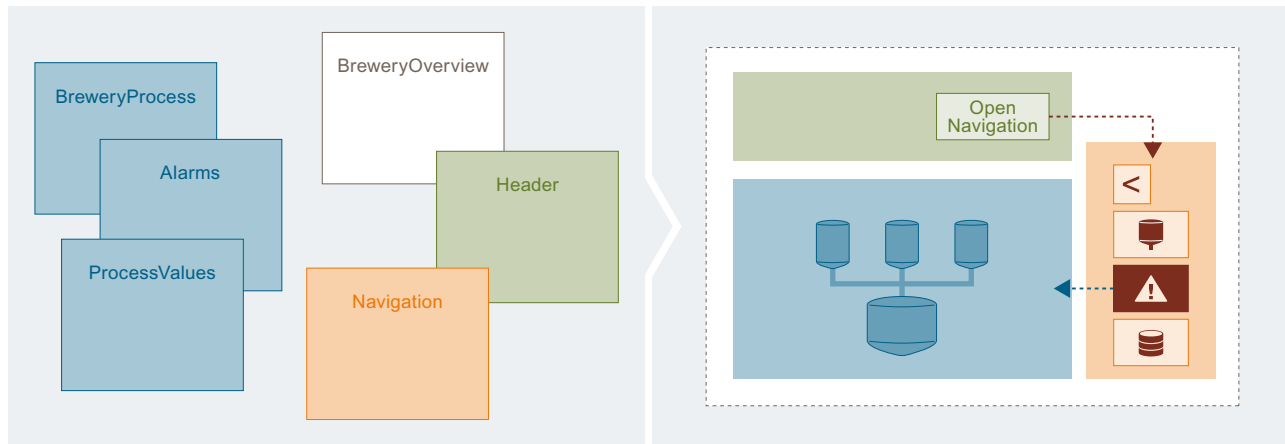 BreweryProcess
Alarms
ProcessValues
BreweryOverview
Header
Navigation
Open
Navigation
<
!